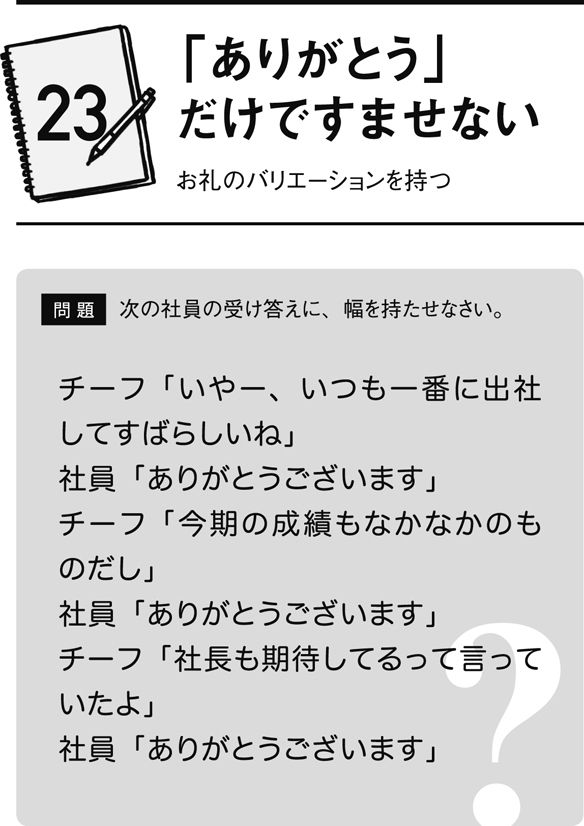 23
「ありがとう」
だけですませない
お礼のバリエーションを持つ
問題 次の社員の受け答えに、幅を持たせなさい。
チーフ「いやー、いつも一番に出社
してすばらしいね」
社員「ありがとうございます」
チーフ「今期の成績もなかなかのも
のだし」
社員「ありがとうございます」
チーフ「社長も期待してるって言って
いたよ」
社員「ありがとうございます」
?